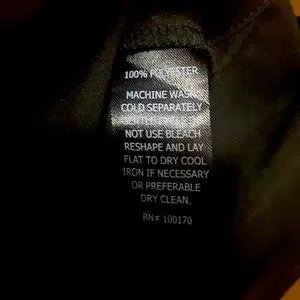 100% POLYESTER
MACHINE WASH
COLD SEPARATELY
NOT USE BLEACH
RESHAPE AND LAY
FLAT TO DRY COOL
IRON IF NECESSARY
OR PREFERABLE
DRY CLEAN.
RN# 100170